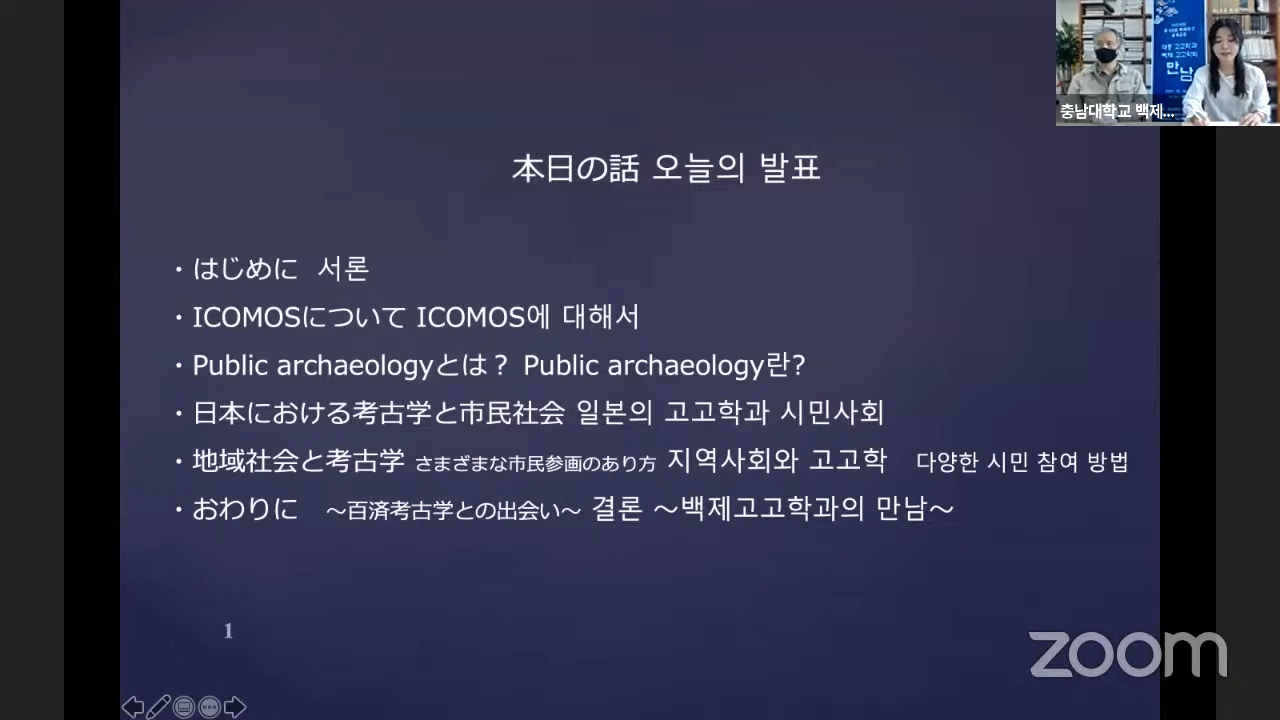 충남대학교 백제...
만남
本日の話 오늘의 발표
・はじめに 서론
・ICOMOSについて ICOMOS에 대해서
・Public archaeologyとは？ Public archaeology란?
・日本における考古学と市民社会 일본의 고고학과 시민사회
・地域社会と考古学 さまざまな市民参画のあり方 지역사회와 고고학 다양한 시민 참여 방법
・おわりに ～百済考古学との出会い～ 결론 ～백제고고학과의 만남～
1
zoom